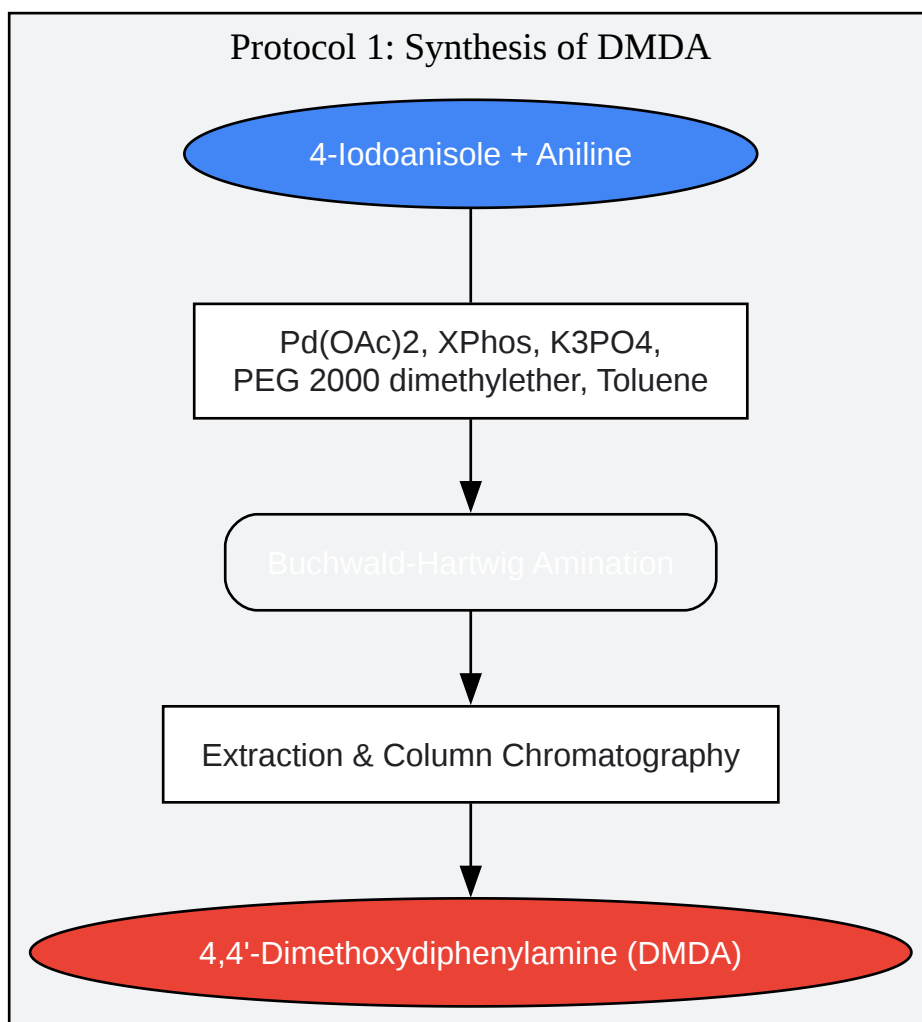 Protocol 1: Synthesis of DMDA
4-Iodoanisole + Aniline
Pd(OAc)2, XPhos, K3PO4,
PEG 2000 dimethylether, Toluene
Buchwald-Hartwig Amination
Extraction & Column Chromatography
4,4'-Dimethoxydiphenylamine (DMDA)